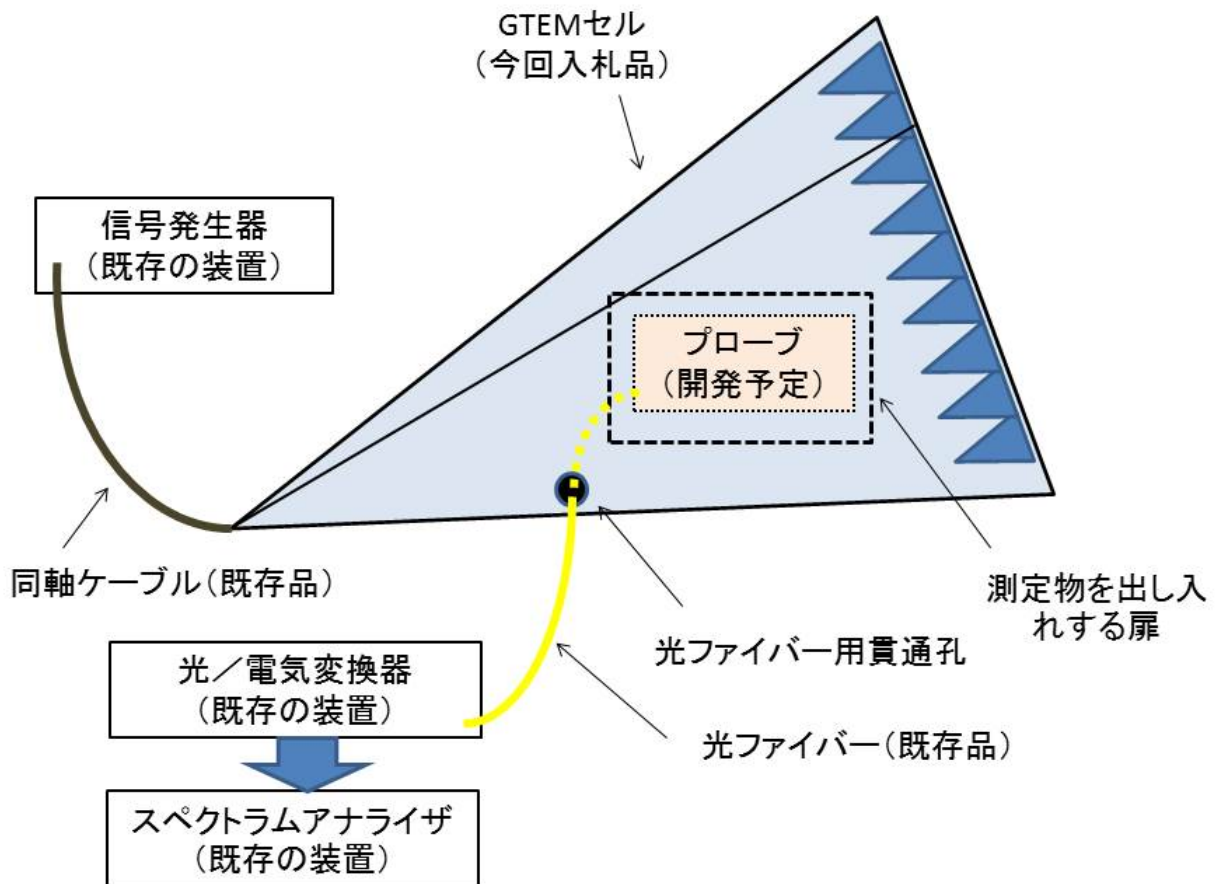 GTEMセル
（今回入札品）
信号発生器
（既存の装置）
プローブ
（開発予定）
同軸ケーブル（既存品）
測定物を出し入
れする扉
光ファイバー用貫通孔
光／電気変換器
（既存の装置）
光ファイバー（既存品）
スペクトラムアナライザ
（既存の装置）